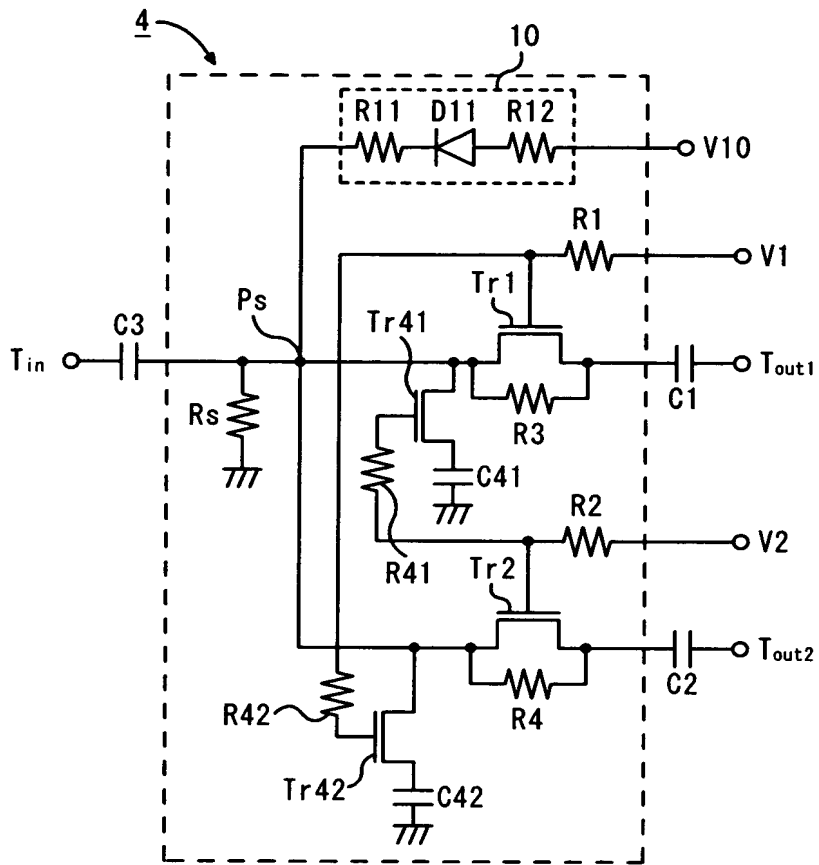 4
10
R11
D11
R12
V10
R1
V1
Ps
Tr1
Tr41
C3
Tin
Tout1
C1
Rs
R3
C41
R2
V2
R41
Tr2
Tout2
C2
R42
R4
Tr42
C42